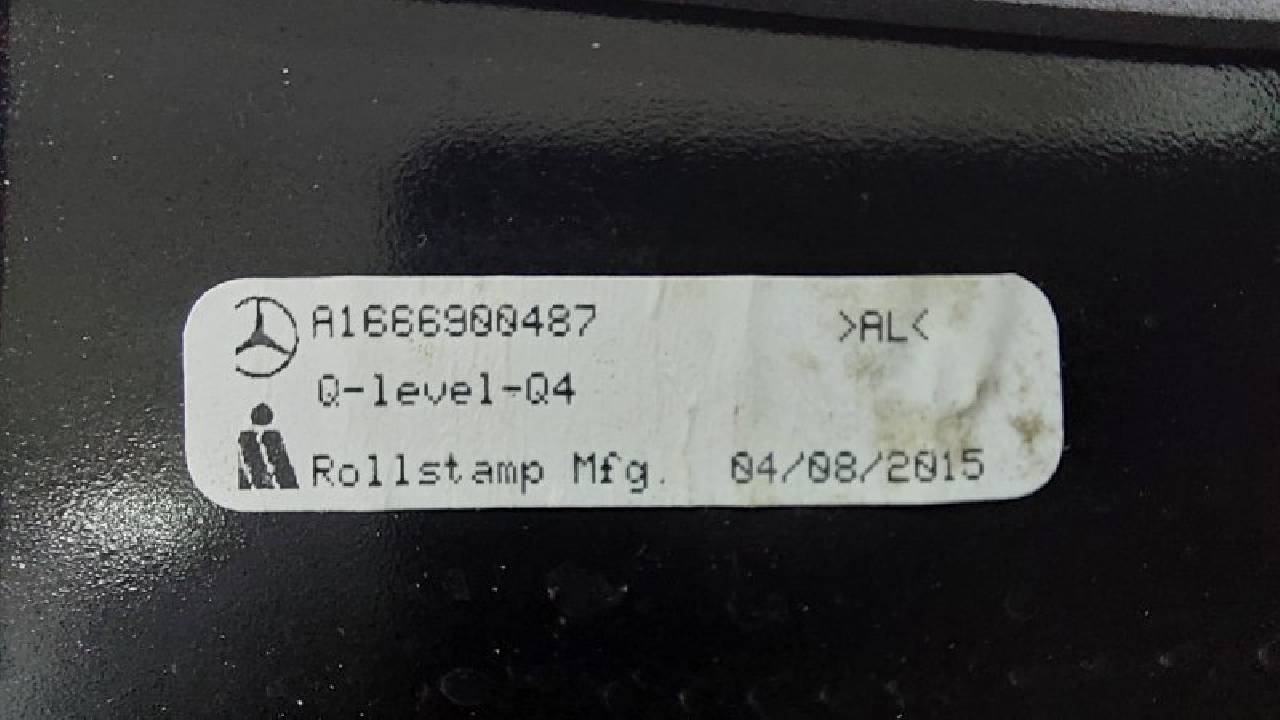 A1666900487 >AL<
Q-level-Q4
Rollstamp Mfg. 04/08/2015